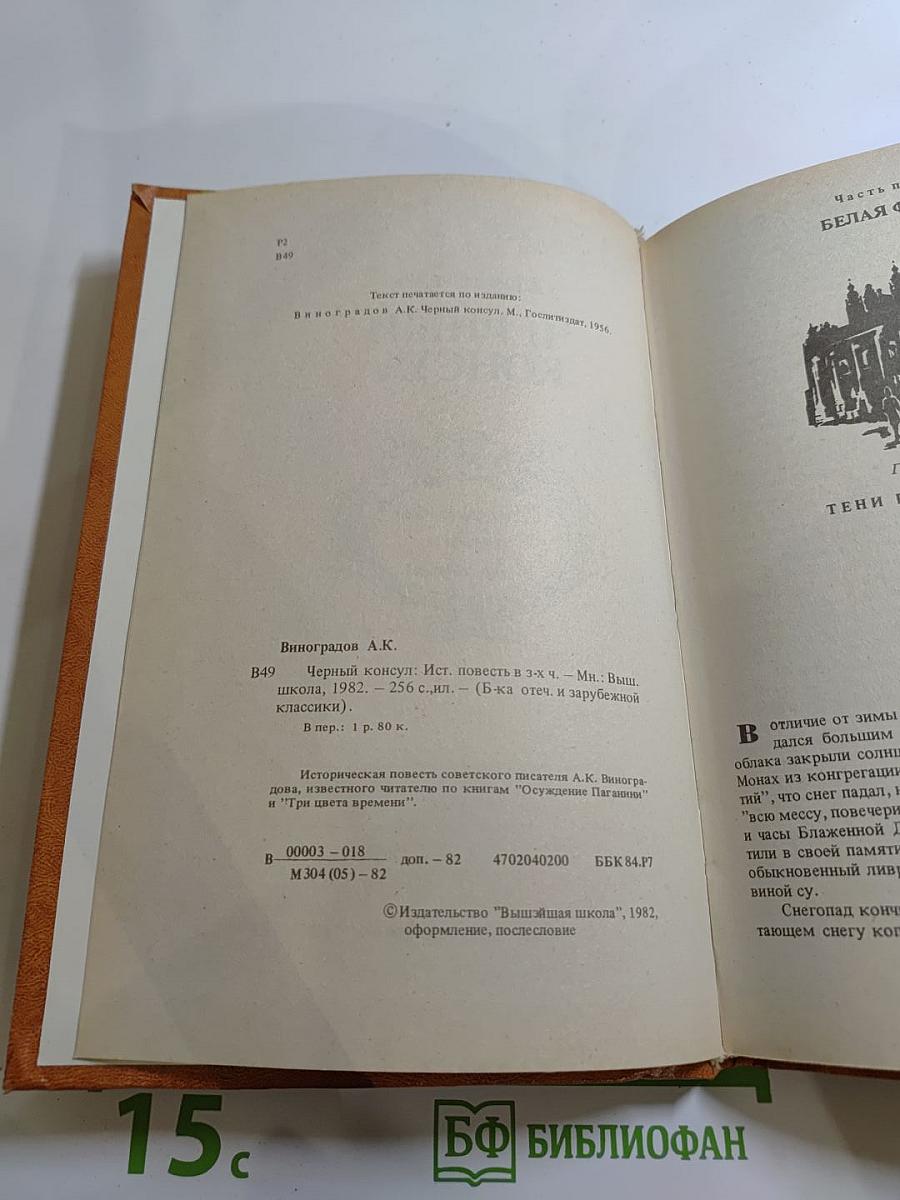 Р2
В49
Текст печатается по изданию:
Виноградов А.К. Черный консул. М., Гослитиздат, 1956.
Виноградов А.К.
В49 Черный консул: Ист. повесть в з-х ч. – Мн.: Выш.
школа, 1982. – 256 с.,ил. – (Б-ка отеч. и зарубежной
классики).
В пер.: 1 р. 80 к.
Историческая повесть советского писателя А.К. Виногра-
дова, известного читателю по книгам "Осуждение Паганини"
и "Три цвета времени".
В 00003 – 018 доп. – 82 4702040200 ББК 84.Р7
М304 (05) – 82
©Издательство "Вышэйшая школа", 1982,
оформление, послесловие
Часть
БЕЛАЯ
ТЕНИ
В отличие от зимы
дался большим
облака закрыли солнц
Монах из конгрегации
тий", что снег падал,
"всю мессу, повечери
и часы Блаженной
тили в своей памяти
обыкновенный ливр
виной су.
Снегопад конч
тающем снегу ког
15 с
БФ БИБЛИОФАН